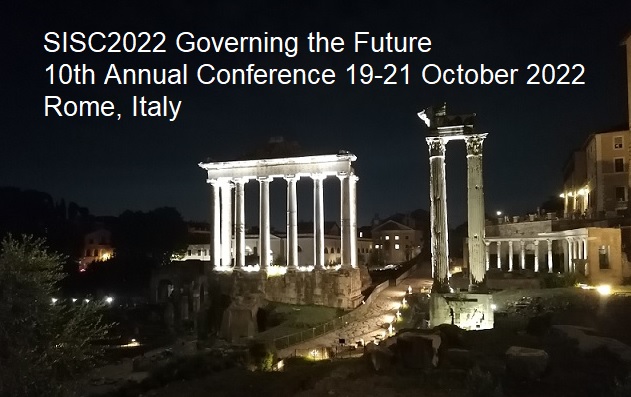 SISC2022 Governing the Future
10th Annual Conference 19-21 October 2022
Rome, Italy